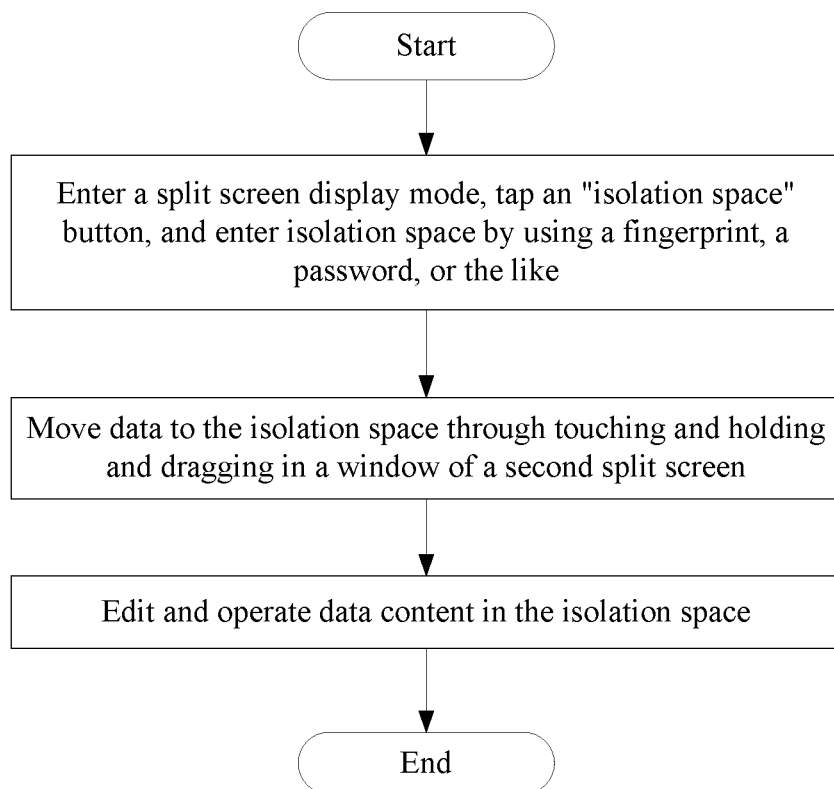 Start
Enter a split screen display mode, tap an "isolation space"
button, and enter isolation space by using a fingerprint, a
password, or the like
Move data to the isolation space through touching and holding
and dragging in a window of a second split screen
Edit and operate data content in the isolation space
End